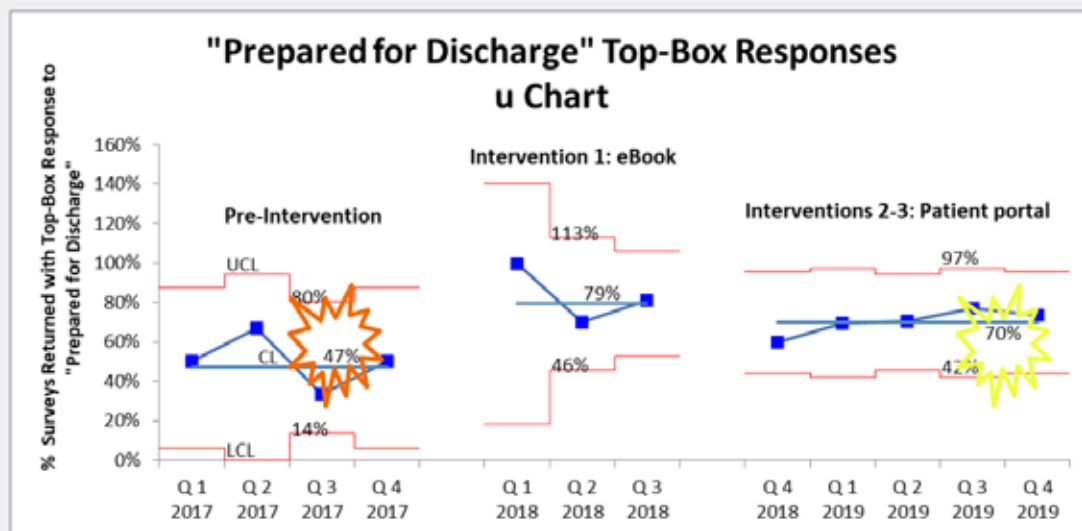 "Prepared for Discharge" Top-Box Responses
u Chart
% Surveys Returned with Top-Box Response to
"Prepared for Discharge"
160%
140%
120%
100%
80%
60%
40%
20%
0%
Pre-Intervention
UCL
80%
CL
47%
14%
LCL
Intervention 1: eBook
113%
79%
46%
Interventions 2-3: Patient portal
97%
70%
42%
Q 1 Q 2 Q 3 Q 4 Q 1 Q 2 Q 3 Q 4 Q 1 Q 2 Q 3 Q 4
2017 2017 2017 2017 2018 2018 2018 2018 2019 2019 2019 2019